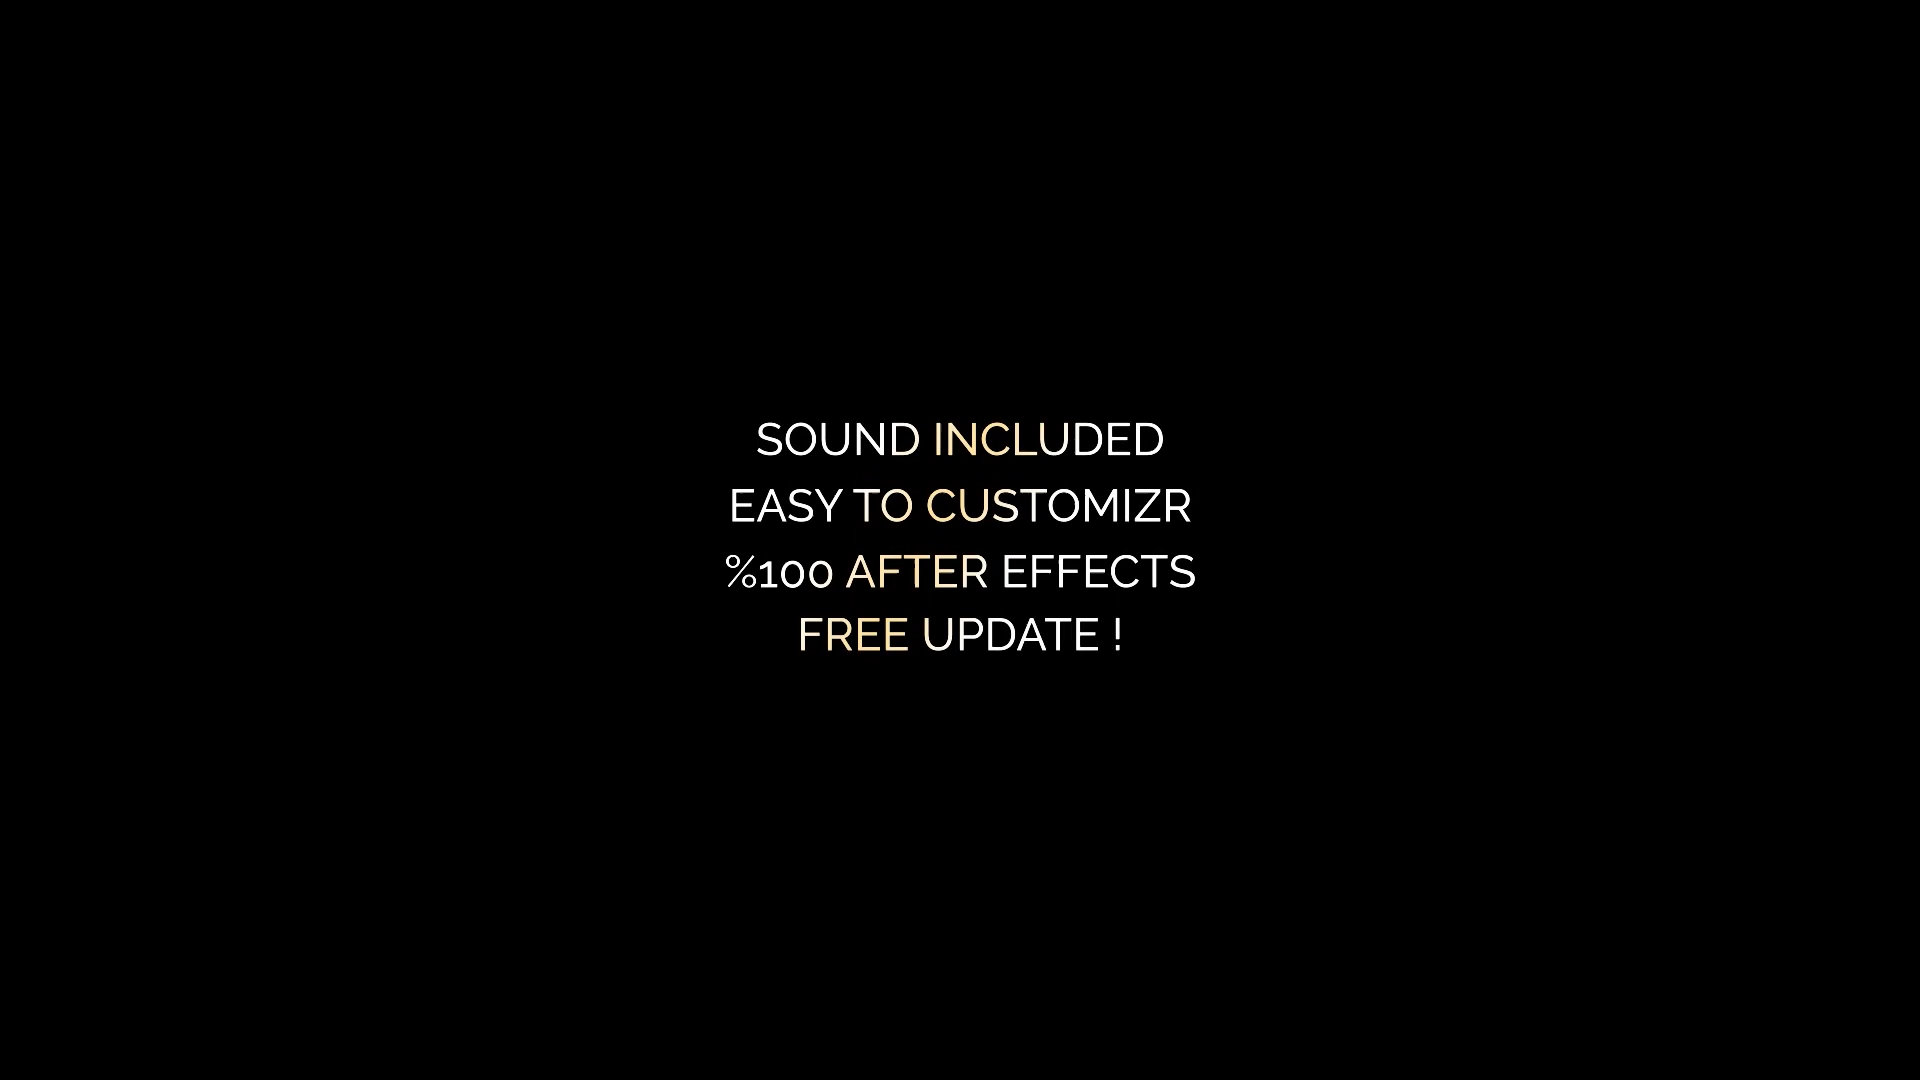 SOUND INCLUDED
EASY TO CUSTOMIZR
%100 AFTER EFFECTS
FREE UPDATE !